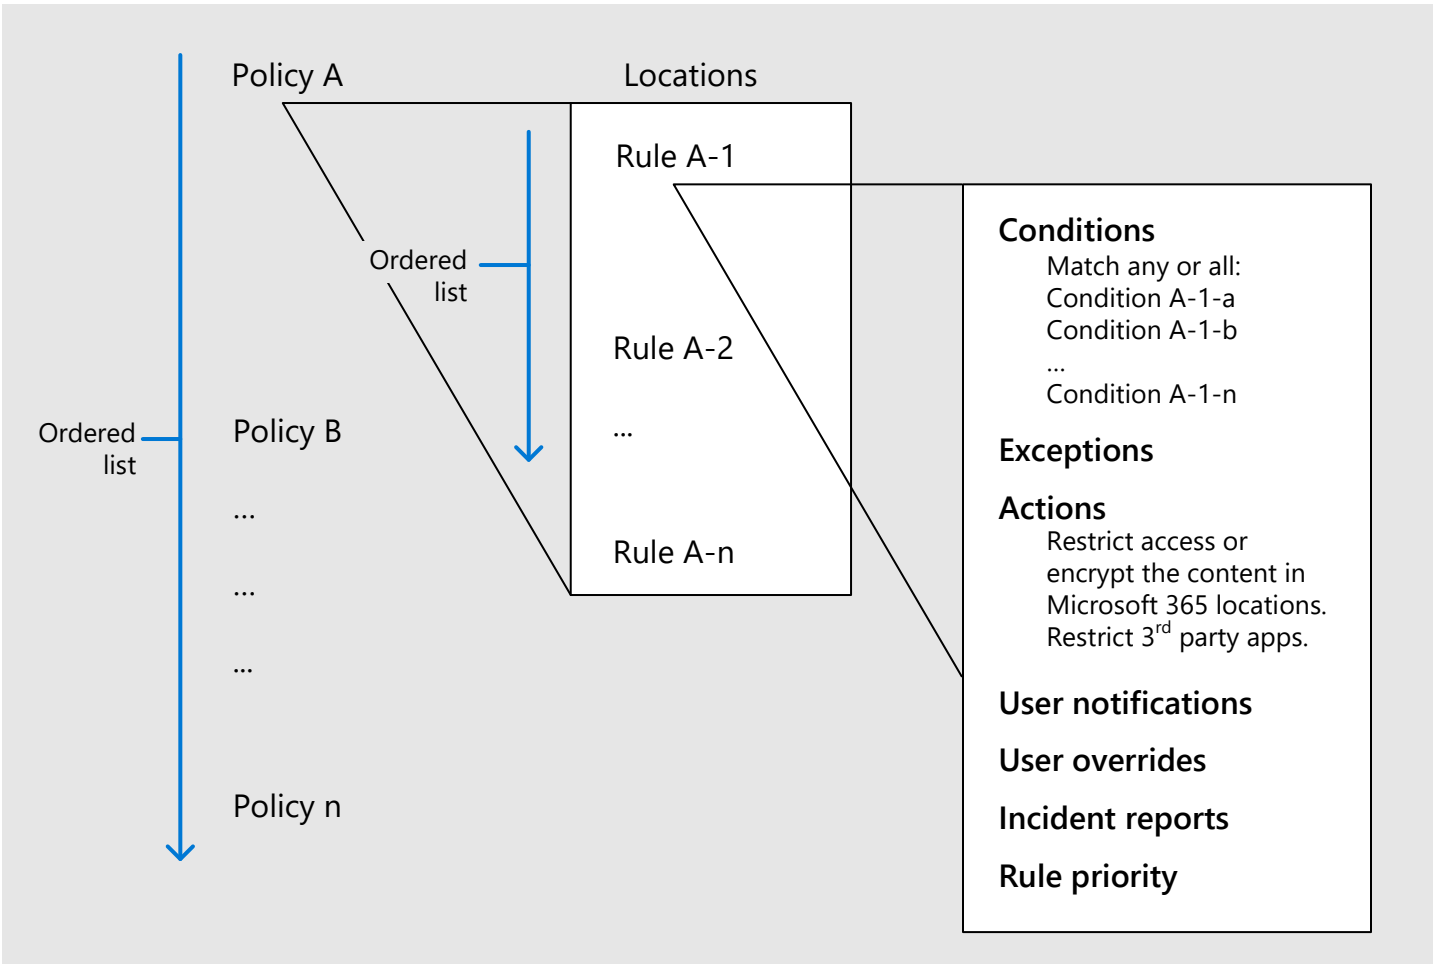 Policy A
Locations
Rule A-1
Ordered
list
Rule A-2
...
Rule A-n
Ordered
list
Policy B
...
...
...
Policy n
Conditions
Match any or all:
Condition A-1-a
Condition A-1-b
...
Condition A-1-n
Exceptions
Actions
Restrict access or
encrypt the content in
Microsoft 365 locations.
Restrict 3rd party apps.
User notifications
User overrides
Incident reports
Rule priority